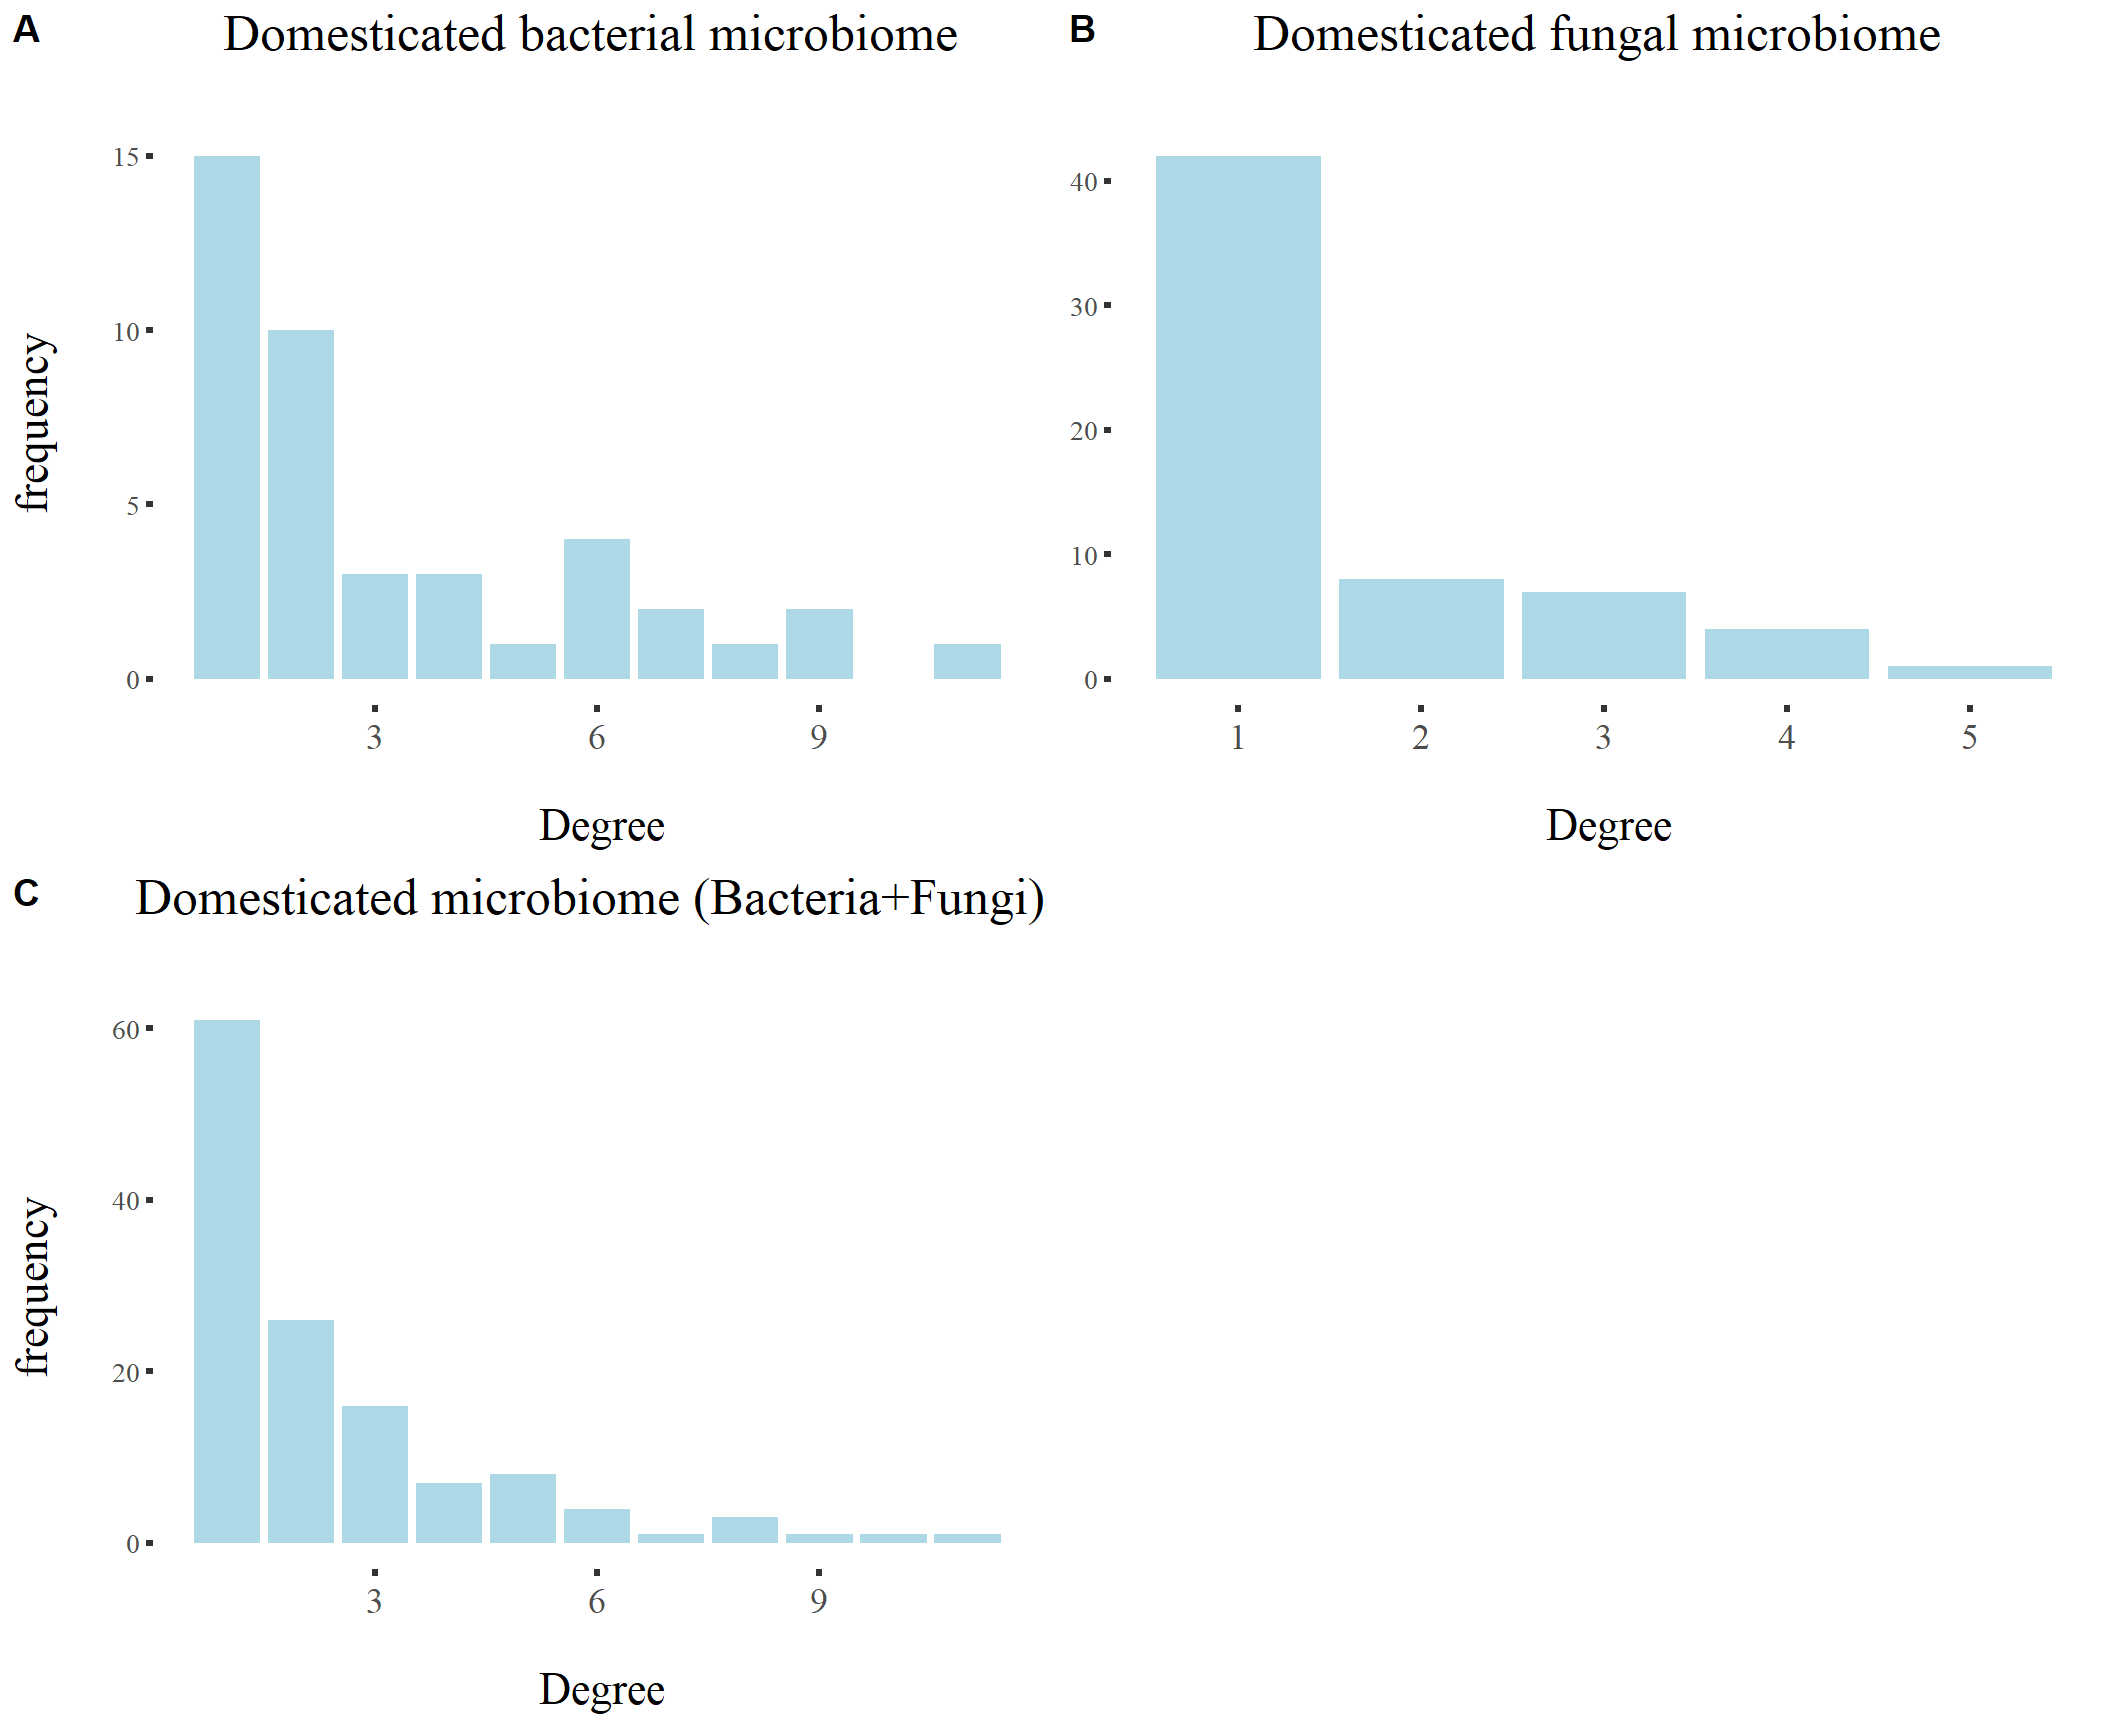 A
Domesticated bacterial microbiome
15
10
5
0
frequency
3 6 9
Degree
B
Domesticated fungal microbiome
40
30
20
10
0
1 2 3 4 5
Degree
C
Domesticated microbiome (Bacteria+Fungi)
60
40
20
0
frequency
3 6 9
Degree